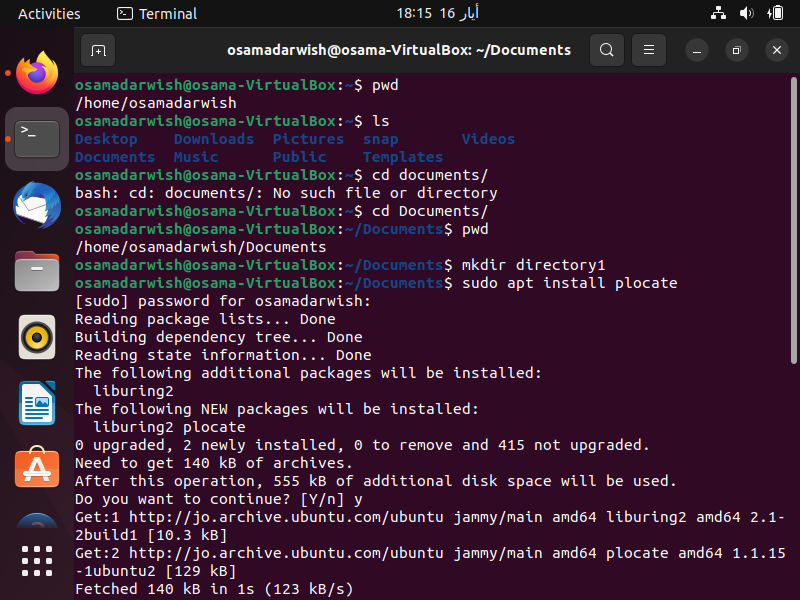 Activities Terminal 18:15 16 أيار
osamadarwish@osama-VirtualBox: ~/Documents
osamadarwish@osama-VirtualBox:~$ pwd
/home/osamadarwish
osamadarwish@osama-VirtualBox:~$ ls
Desktop Downloads Pictures snap Videos
Documents Music Public Templates
osamadarwish@osama-VirtualBox:~$ cd documents/
bash: cd: documents/: No such file or directory
osamadarwish@osama-VirtualBox:~$ cd Documents/
osamadarwish@osama-VirtualBox:~/Documents$ pwd
/home/osamadarwish/Documents
osamadarwish@osama-VirtualBox:~/Documents$ mkdir directory1
osamadarwish@osama-VirtualBox:~/Documents$ sudo apt install plocate
[sudo] password for osamadarwish:
Reading package lists... Done
Building dependency tree... Done
Reading state information... Done
The following additional packages will be installed:
liburing2
The following NEW packages will be installed:
liburing2 plocate
0 upgraded, 2 newly installed, 0 to remove and 415 not upgraded.
Need to get 140 kB of archives.
After this operation, 555 kB of additional disk space will be used.
Do you want to continue? [Y/n] y
Get:1 http://jo.archive.ubuntu.com/ubuntu jammy/main amd64 liburing2 amd64 2.1-
2build1 [10.3 kB]
Get:2 http://jo.archive.ubuntu.com/ubuntu jammy/main amd64 plocate amd64 1.1.15
-1ubuntu2 [129 kB]
Fetched 140 kB in 1s (123 kB/s)